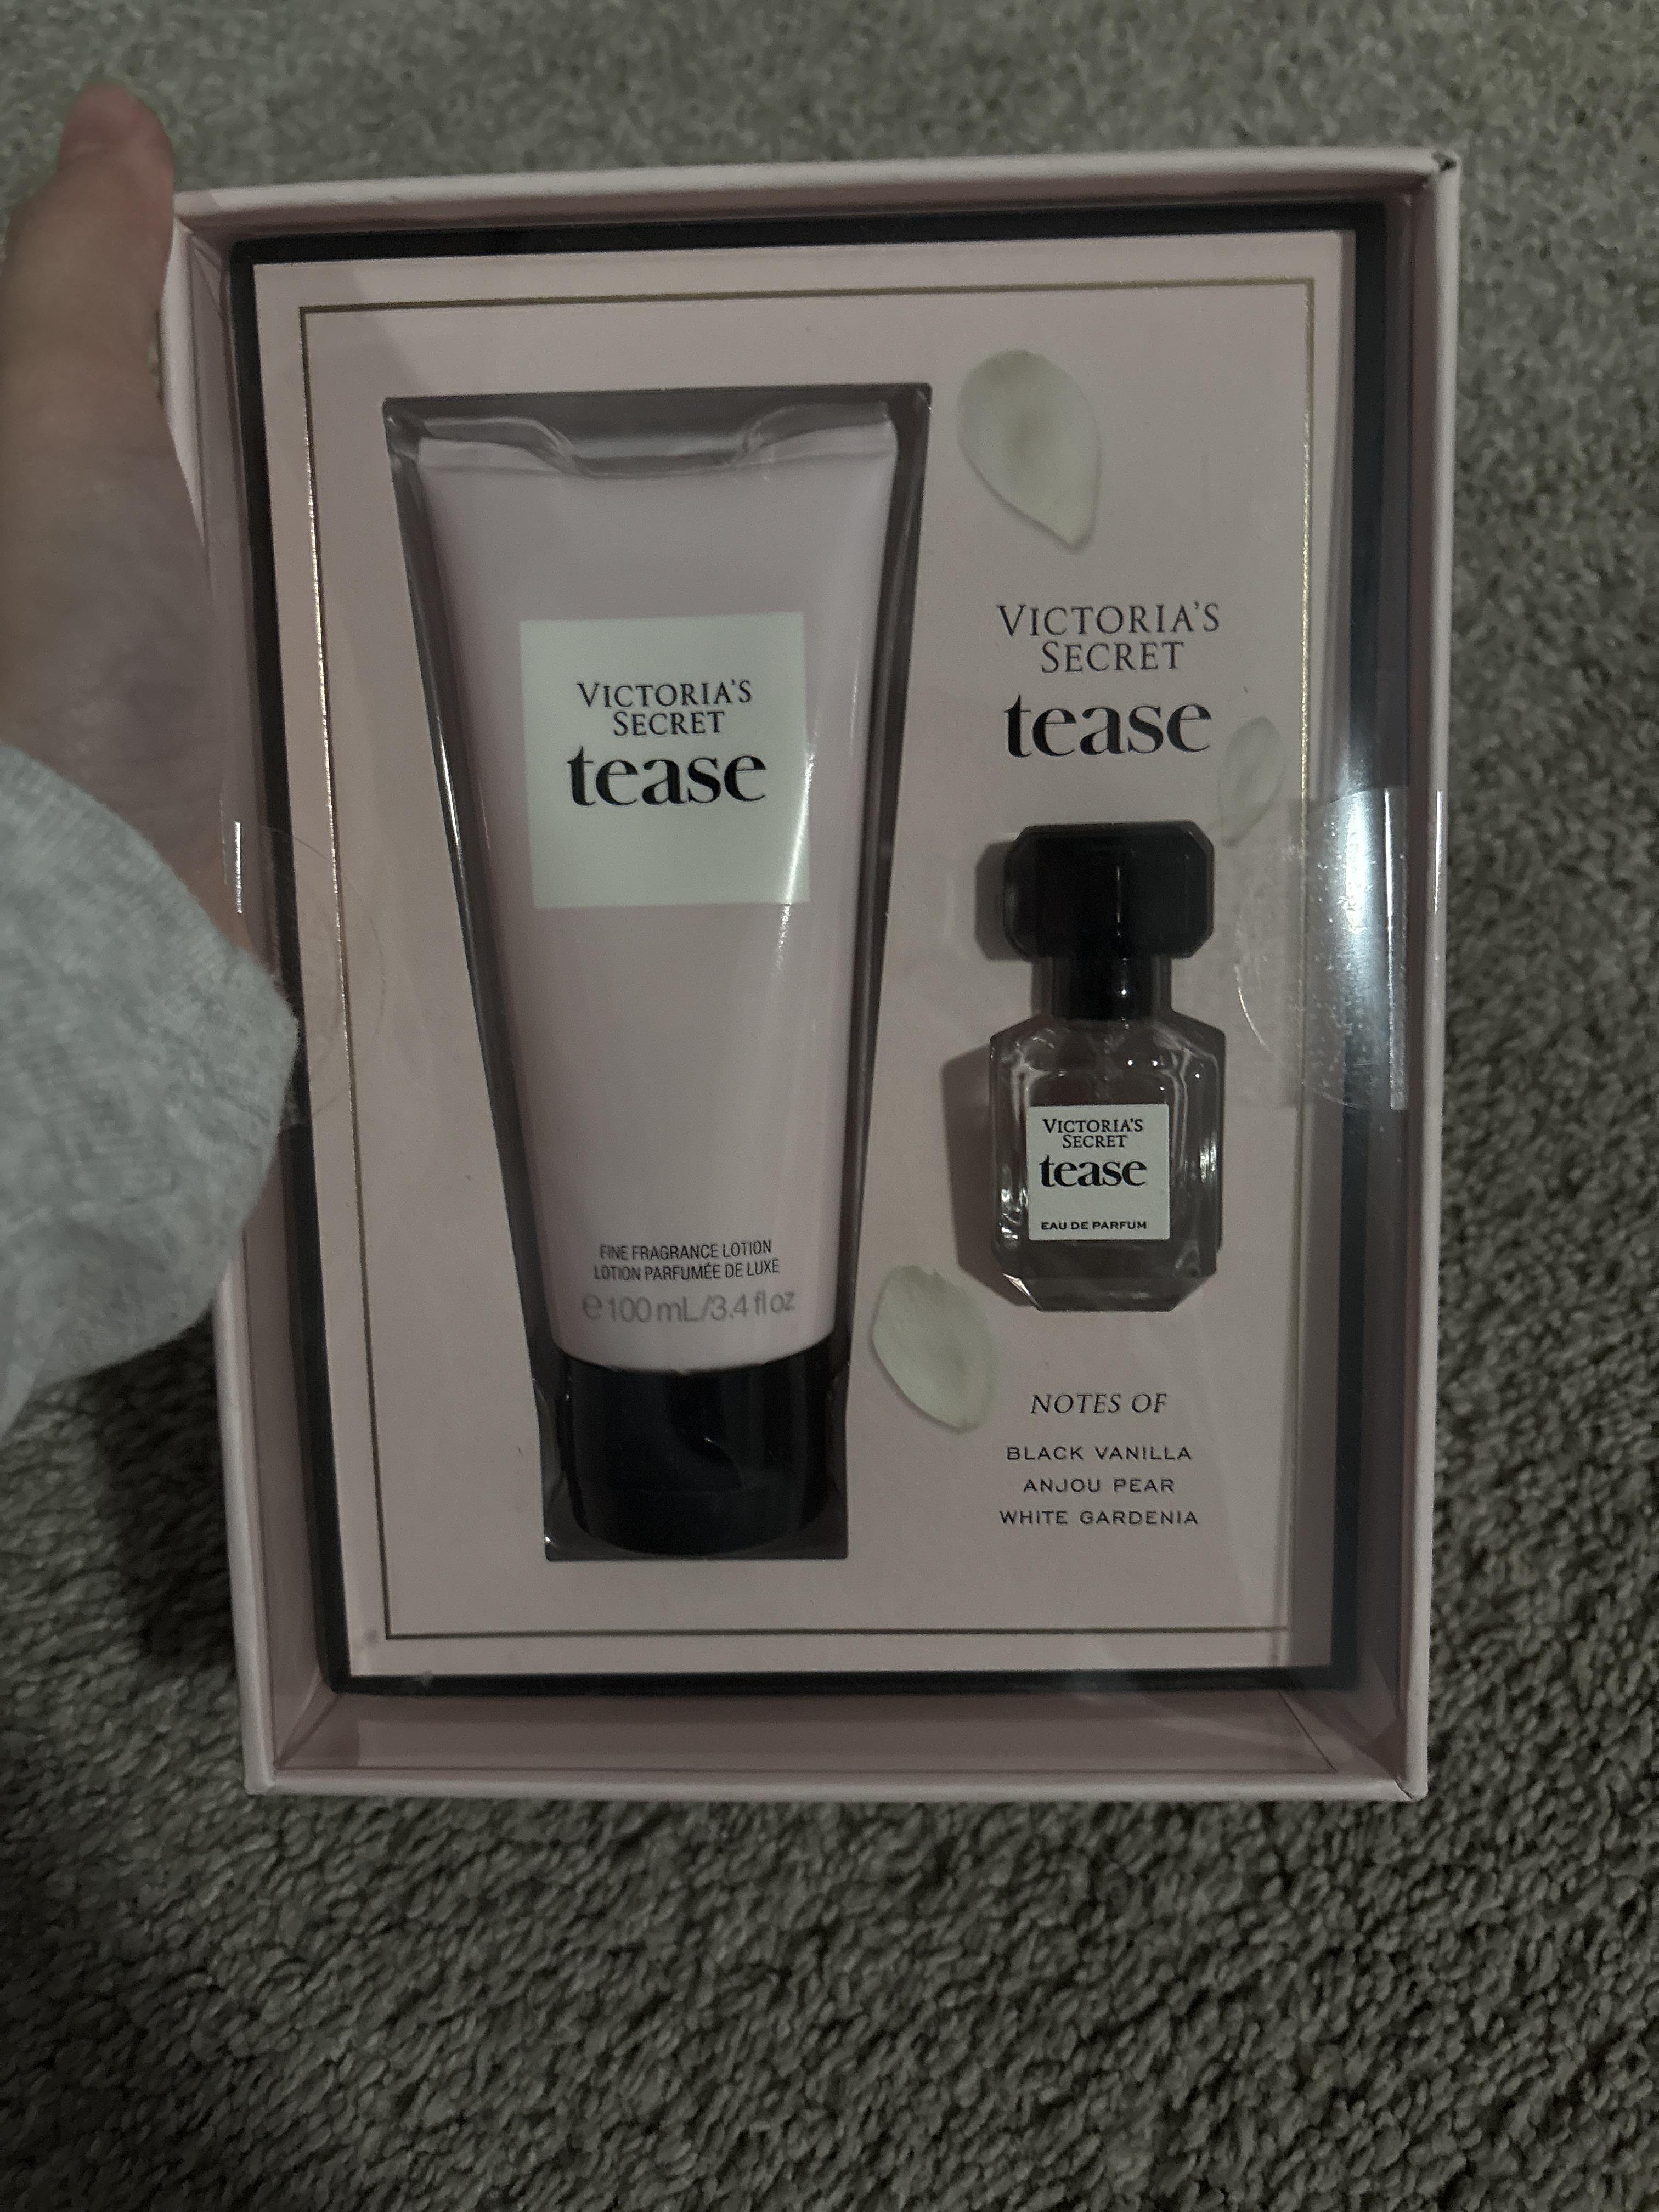 VICTORIA'S
SECRET
tease
FINE FRAGRANCE LOTION
LOTION PARFUMÉE DE LUXE
℮ 100 mL/3.4 fl oz
VICTORIA'S
SECRET
tease
VICTORIA'S
SECRET
tease
EAU DE PARFUM
NOTES OF
BLACK VANILLA
ANJOU PEAR
WHITE GARDENIA